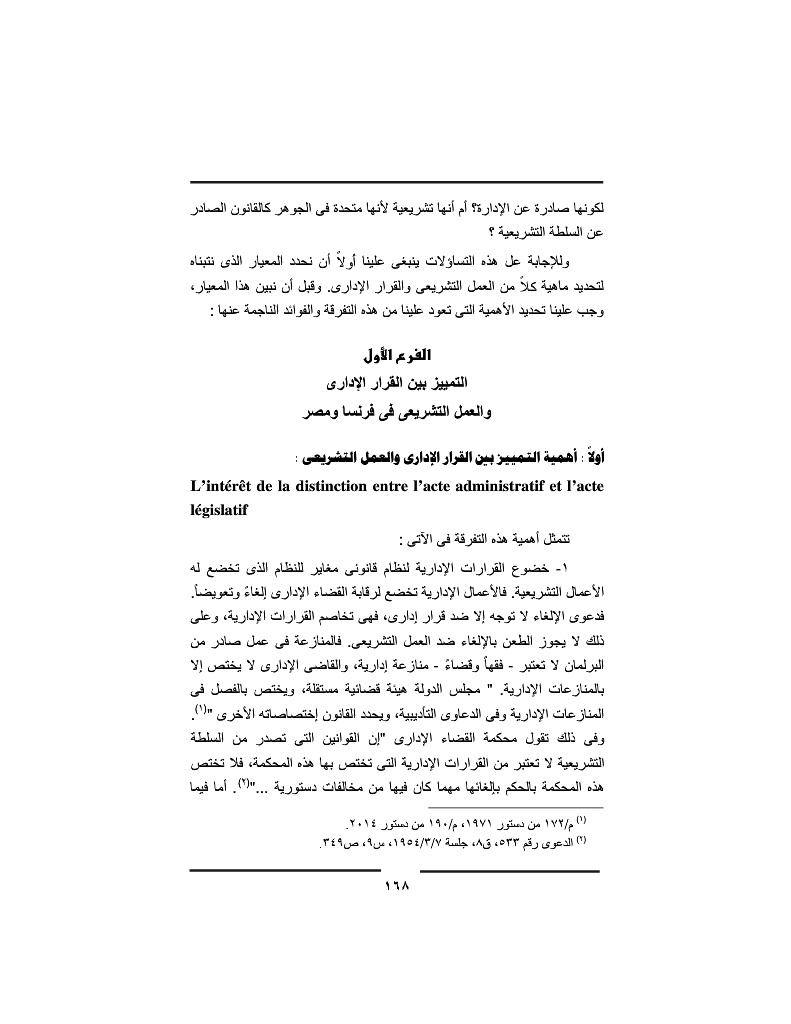 لكونها صادرة عن الإدارة؟ أم أنها تشريعية لأنها متحدة فى الجوهر كالقانون الصادر
عن السلطة التشريعية ؟
وللإجابة عل هذه التساؤلات ينبغى علينا أولاً أن نحدد المعيار الذى نتبناه
لتحديد ماهية كلاً من العمل التشريعى والقرار الإدارى. وقبل أن نبين هذا المعيار،
وجب علينا تحديد الأهمية التى تعود علينا من هذه التفرقة والفوائد الناجمة عنها :
الفرع الأول
التمييز بين القرار الإدارى
والعمل التشريعى فى فرنسا ومصر
أولاً : أهمية التمييز بين القرار الإدارى والعمل التشريعى :
L'intérêt de la distinction entre l'acte administratif et l'acte
législatif
تتمثل أهمية هذه التفرقة فى الآتى :
١- خضوع القرارات الإدارية لنظام قانونى مغاير للنظام الذى تخضع له
الأعمال التشريعية. فالأعمال الإدارية تخضع لرقابة القضاء الإدارى إلغاءً وتعويضاً.
فدعوى الإلغاء لا توجه إلا ضد قرار إدارى، فهى تخاصم القرارات الإدارية، وعلى
ذلك لا يجوز الطعن بالإلغاء ضد العمل التشريعى. فالمنازعة فى عمل صادر من
البرلمان لا تعتبر - فقهاً وقضاءً - منازعة إدارية، والقاضى الإدارى لا يختص إلا
بالمنازعات الإدارية. " مجلس الدولة هيئة قضائية مستقلة، ويختص بالفصل فى
المنازعات الإدارية وفى الدعاوى التأديبية، ويحدد القانون إختصاصاته الأخرى "(١).
وفى ذلك تقول محكمة القضاء الإدارى "إن القوانين التى تصدر من السلطة
التشريعية لا تعتبر من القرارات الإدارية التى تختص بها هذه المحكمة، فلا تختص
هذه المحكمة بالحكم بإلغائها مهما كان فيها من مخالفات دستورية ..."(٢). أما فيما
(١) م/١٧٢ من دستور ١٩٧١، م/١٩٠ من دستور ٢٠١٤.
(٢) الدعوى رقم ٥٣٣، ق٨، جلسة ١٩٥٤/٣/٧، س٩، ص٣٤٩.
١٦٨